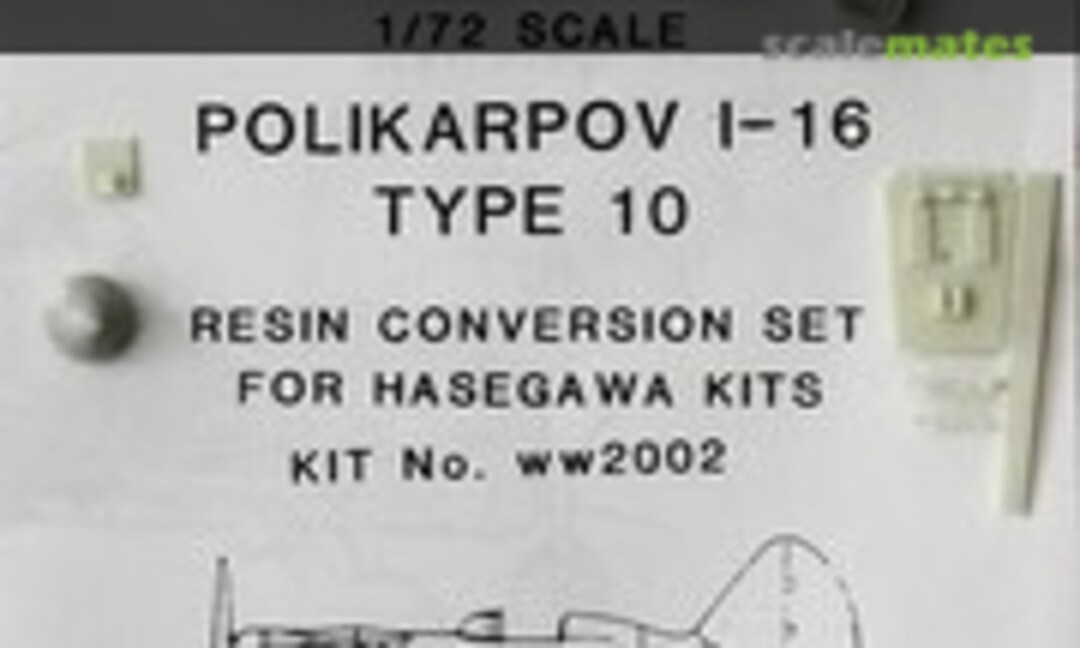 1/72 SCALE
scalemates
POLIKARPOV I-16
TYPE 10
RESIN CONVERSION SET
FOR HASEGAWA KITS
KIT No. ww2002